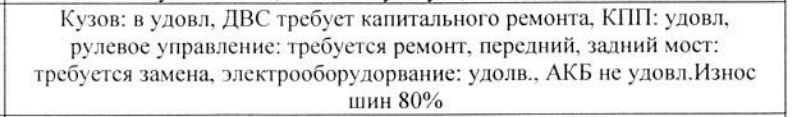 Кузов: в удовл, ДВС требует капитального ремонта, КПП: удовл,
рулевое управление: требуется ремонт, передний, задний мост:
требуется замена, электрооборудорвание: удолв., АКБ не удовл.Износ
шин 80%